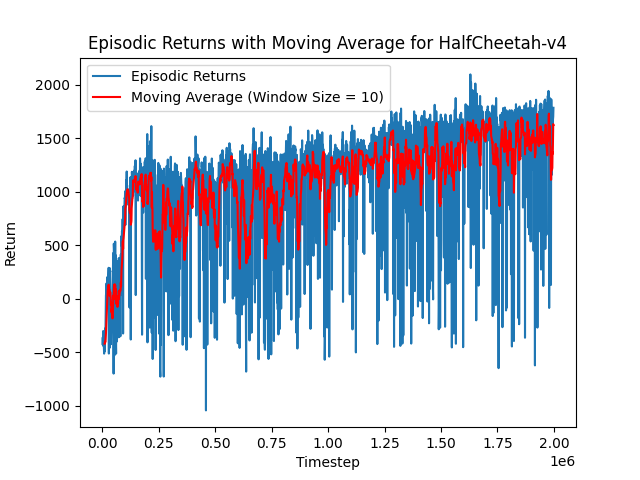 Episodic Returns with Moving Average for HalfCheetah-v4
Episodic Returns
Moving Average (Window Size = 10)
Return
2000
1500
1000
500
0
−500
−1000
0.00 0.25 0.50 0.75 1.00 1.25 1.50 1.75 2.00
1e6
Timestep